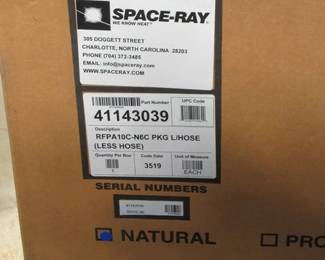 SPACE-RAY
WE KNOW HEAT™
305 DOGGETT STREET
CHARLOTTE, NORTH CAROLINA 28203
PHONE (704) 372-3485
EMAIL: info@spaceray.com
WWW.SPACERAY.COM
Part Number
UPC Code
41143039
Description
RFPA10C-N6C PKG L/HOSE
(LESS HOSE)
Quantity Per Box
Code Date
Unit of Measure
1
3519
EACH
SERIAL NUMBERS
41143039
NATURAL
PRO